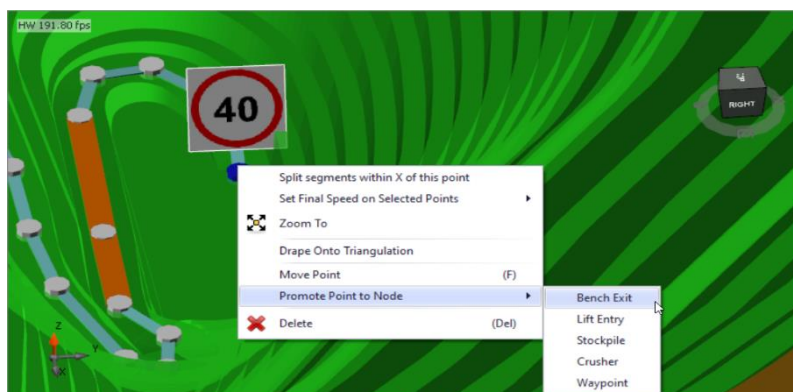 HW 191.80 fps
40
RIGHT
Split segments within X of this point
Set Final Speed on Selected Points
Zoom To
Drape Onto Triangulation
Move Point (F)
Promote Point to Node
Delete (Del)
Bench Exit
Lift Entry
Stockpile
Crusher
Waypoint
Z
Y
X